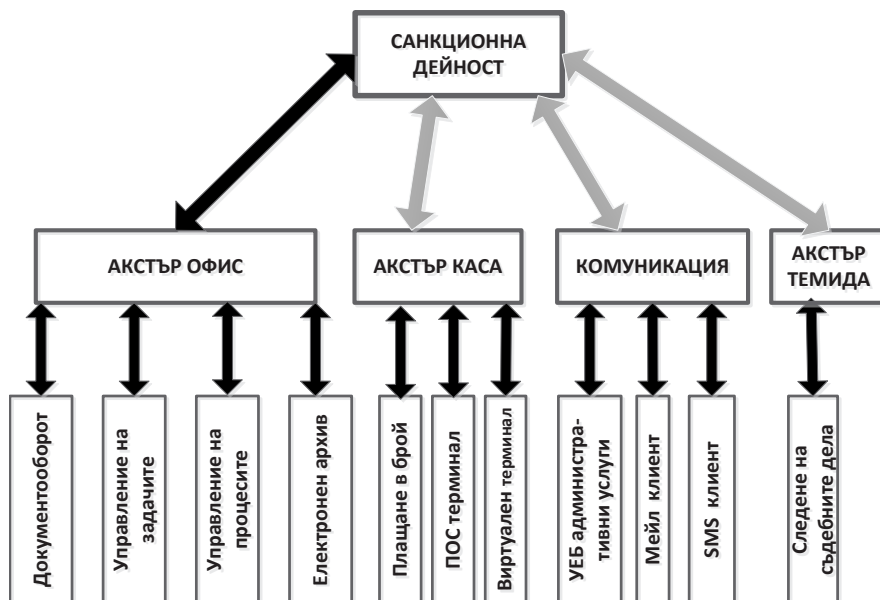 САНКЦИОННА
ДЕЙНОСТ
АКСТЪР ОФИС
АКСТЪР КАСА
КОМУНИКАЦИЯ
АКСТЪР
ТЕМИДА
Документооборот
Управление на
задачите
Управление на
процесите
Електронен архив
Плащане в брой
ПОС терминал
Виртуален терминал
УЕБ администра-
тивни услуги
Мейл клиент
SMS клиент
Следене на
съдебните дела